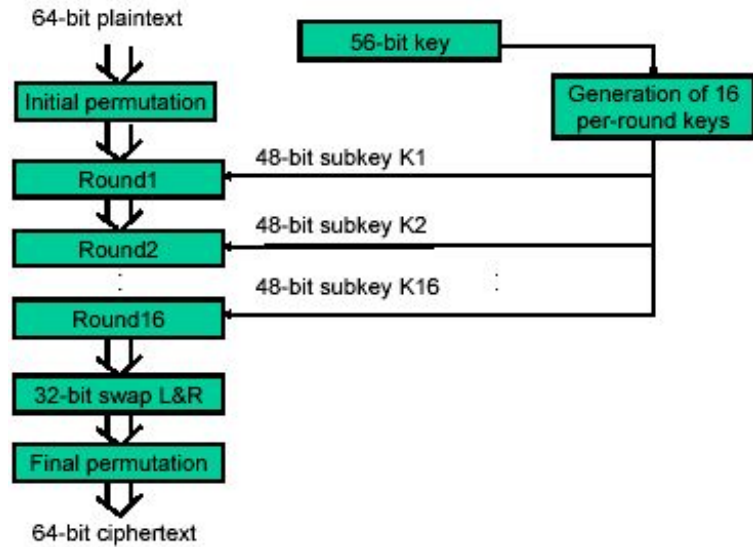 64-bit plaintext
56-bit key
Initial permutation
Generation of 16
per-round keys
48-bit subkey K1
Round1
48-bit subkey K2
Round2
:
:
48-bit subkey K16
Round16
32-bit swap L&R
Final permutation
64-bit ciphertext